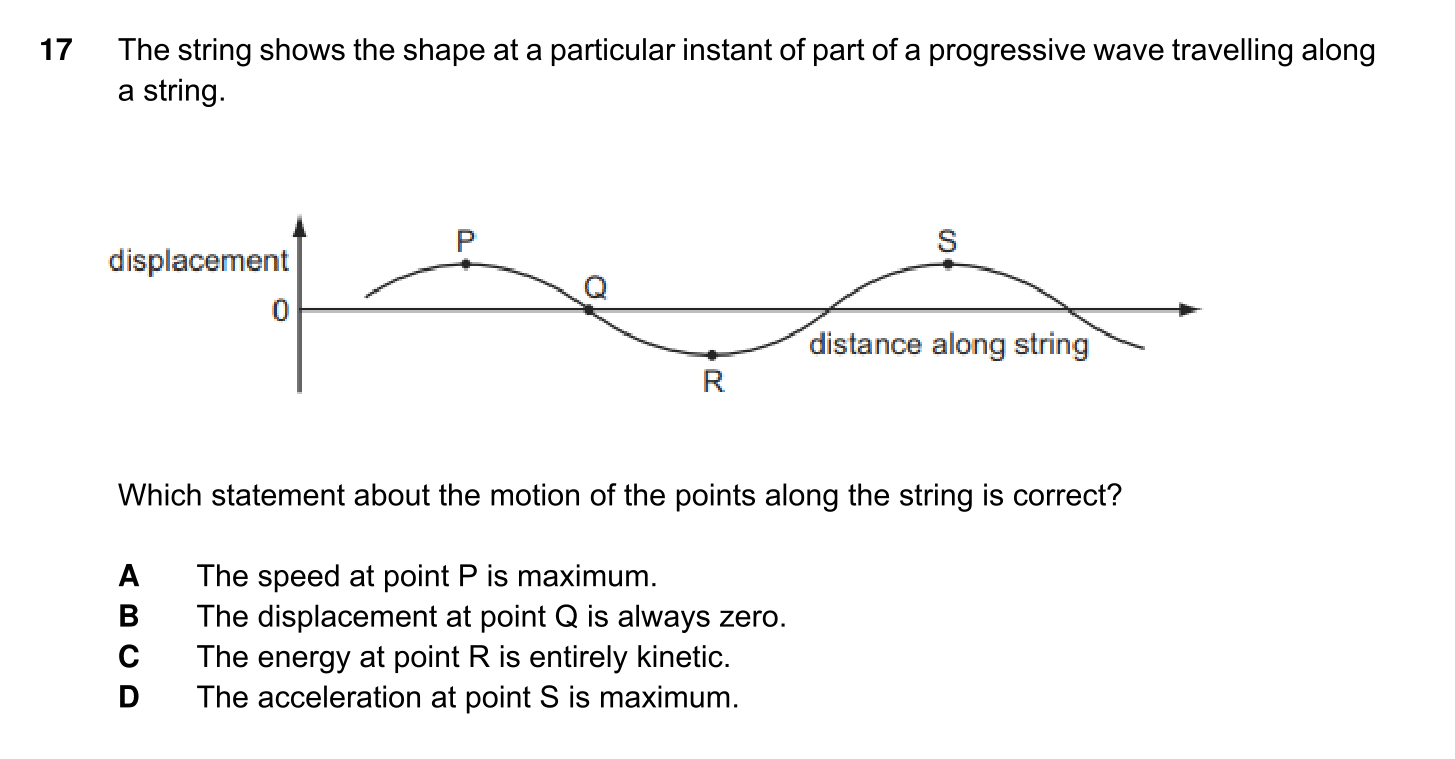 17 The string shows the shape at a particular instant of part of a progressive wave travelling along
a string.
P
S
displacement
Q
0
distance along string
R
Which statement about the motion of the points along the string is correct?
A The speed at point P is maximum.
B The displacement at point Q is always zero.
C The energy at point R is entirely kinetic.
D The acceleration at point S is maximum.